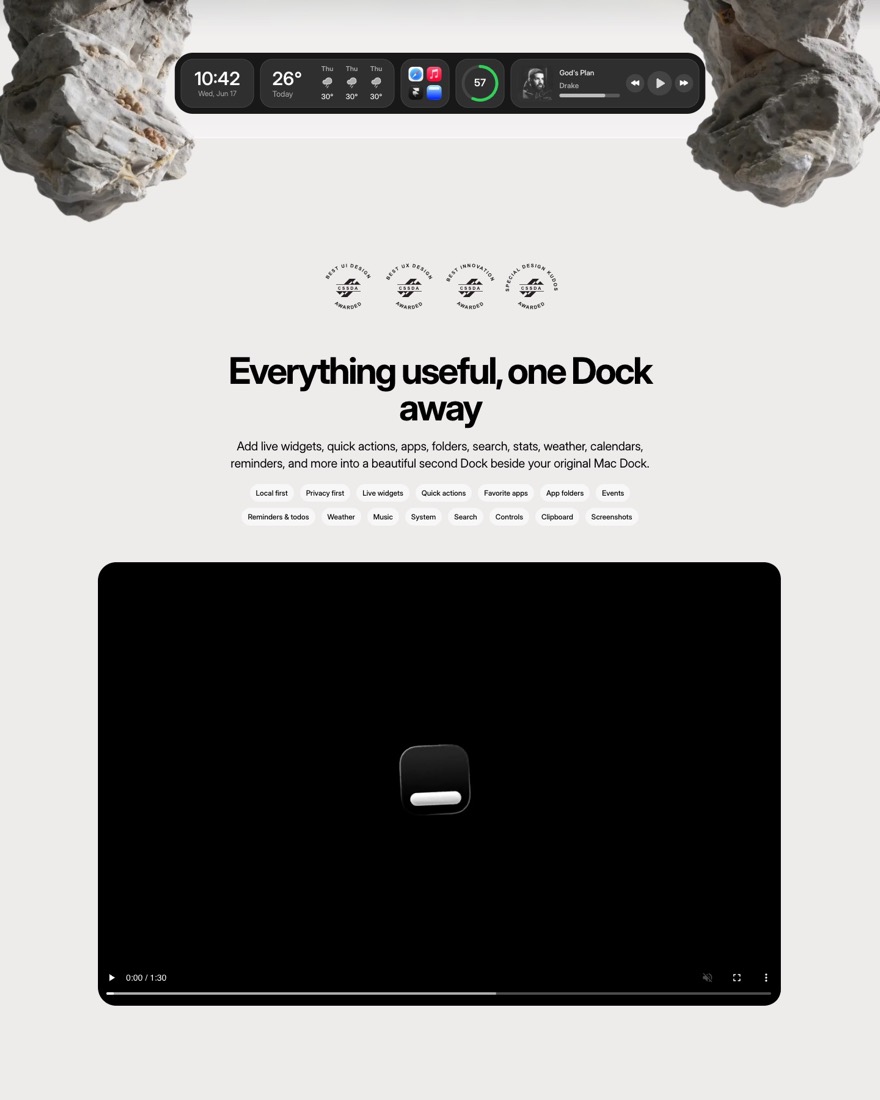 10:42
Wed, Jun 17
26°
Today
Thu
Thu
Thu
30°
30°
30°
57
God's Plan
Drake
BEST UI DESIGN
CSSDA
AWARDED
BEST UX DESIGN
CSSDA
AWARDED
BEST INNOVATION
CSSDA
AWARDED
SPECIAL DESIGN KUDOS
CSSDA
AWARDED
Everything useful, one Dock
away
Add live widgets, quick actions, apps, folders, search, stats, weather, calendars,
reminders, and more into a beautiful second Dock beside your original Mac Dock.
Local first Privacy first Live widgets Quick actions Favorite apps App folders Events
Reminders & todos Weather Music System Search Controls Clipboard Screenshots
0:00 / 1:30